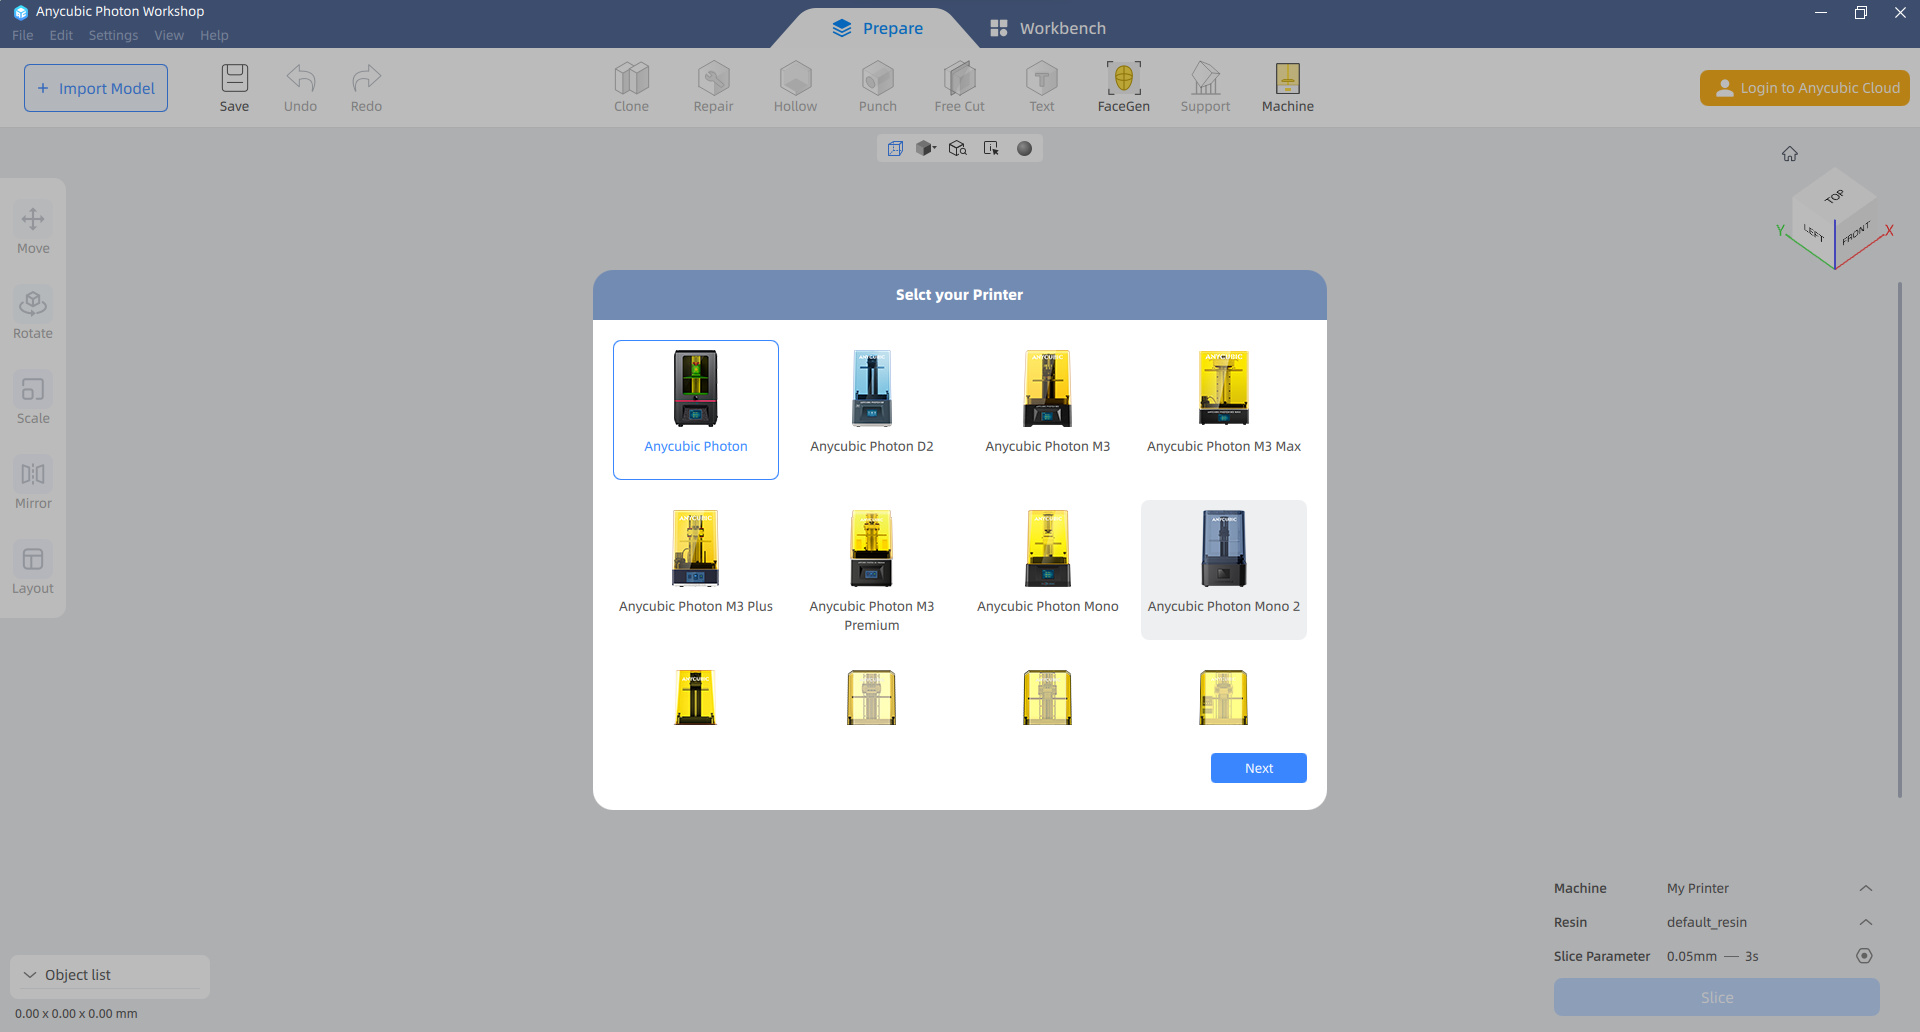 Anycubic Photon Workshop
File Edit Settings View Help
Prepare
Workbench
+ Import Model
Save
Undo
Redo
Clone
Repair
Hollow
Punch
Free Cut
Text
FaceGen
Support
Machine
Login to Anycubic Cloud
TOP
LEFT
FRONT
Y
X
Move
Rotate
Scale
Mirror
Layout
Selct your Printer
Anycubic Photon
Anycubic Photon D2
Anycubic Photon M3
Anycubic Photon M3 Max
Anycubic Photon M3 Plus
Anycubic Photon M3
Premium
Anycubic Photon Mono
Anycubic Photon Mono 2
Next
Machine My Printer
Resin default_resin
Slice Parameter 0.05mm — 3s
Slice
Object list
0.00 x 0.00 x 0.00 mm